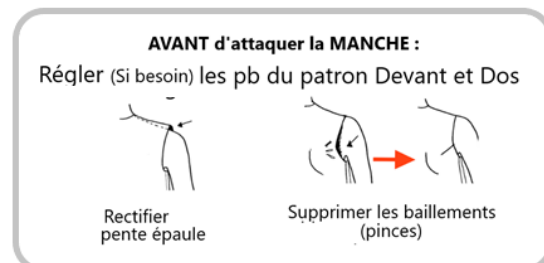 AVANT d'attaquer la MANCHE :
Régler (Si besoin) les pb du patron Devant et Dos
Rectifier
pente épaule
Supprimer les baillements
(pinces)